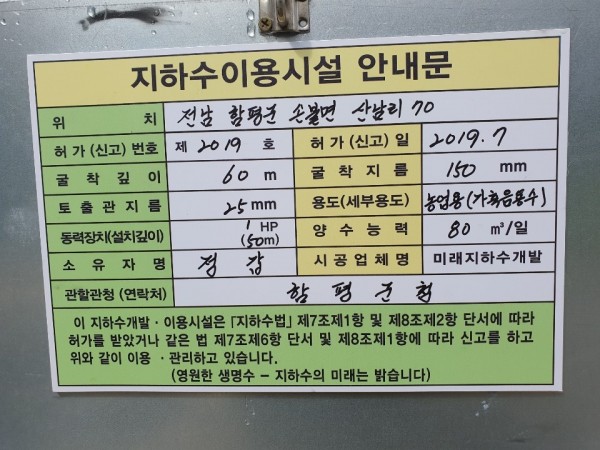 지하수이용시설 안내문
위 치 전남 함평군 손불면 산남리 70
허가(신고) 번호 제 2019 호 허가(신고)일 2019.7
굴착깊이 60 m 굴착지름 150 mm
토출관지름 25 mm 용도(세부용도) 농업용(가축음용수)
동력장치(설치깊이) 1 HP (50m) 양수능력 80 m³/일
소유자명 정 갑 시공업체명 미래지하수개발
관할관청 (연락처) 함평군청
이 지하수개발·이용시설은 「지하수법」 제7조제1항 및 제8조제2항 단서에 따라
허가를 받았거나 같은 법 제7조제6항 단서 및 제8조제1항에 따라 신고를 하고
위와 같이 이용·관리하고 있습니다.
(영원한 생명수 – 지하수의 미래는 밝습니다)